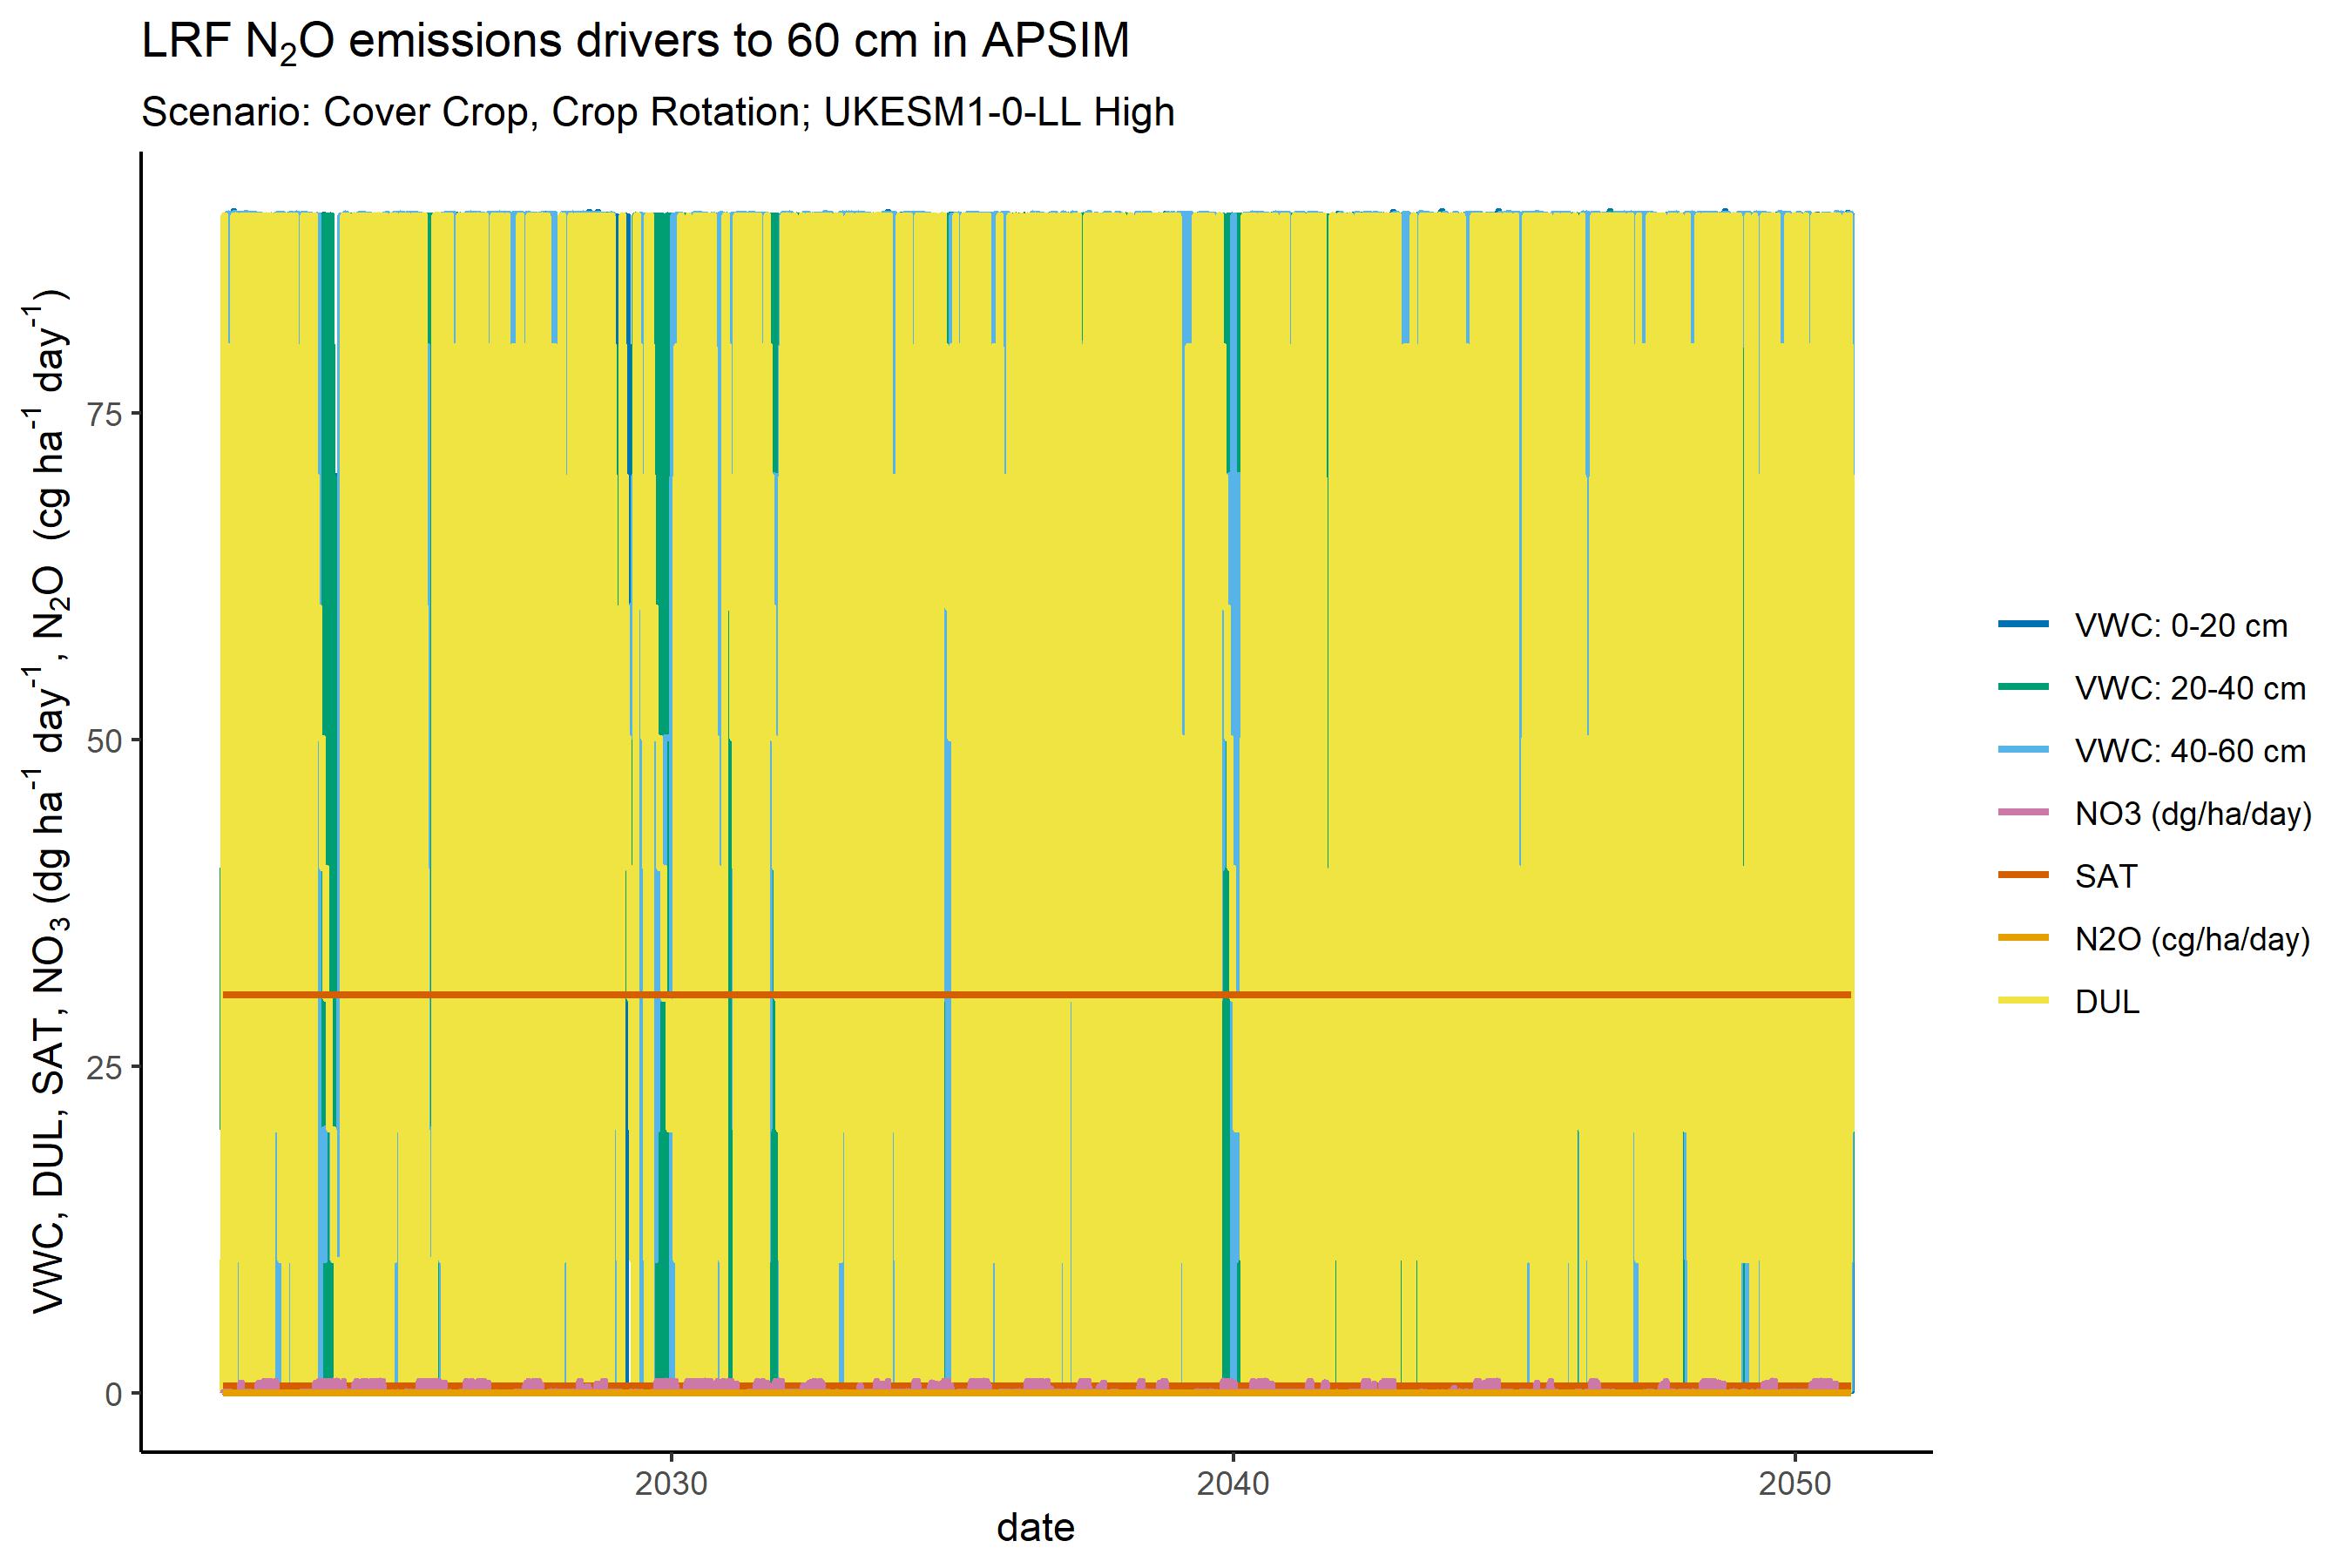 LRF N₂O emissions drivers to 60 cm in APSIM
Scenario: Cover Crop, Crop Rotation; UKESM1-0-LL High
VWC, DUL, SAT, NO₃ (dg ha⁻¹ day⁻¹, N₂O (cg ha⁻¹ day⁻¹)
75
50
25
0
2030
2040
2050
date
VWC: 0-20 cm
VWC: 20-40 cm
VWC: 40-60 cm
NO3 (dg/ha/day)
SAT
N2O (cg/ha/day)
DUL